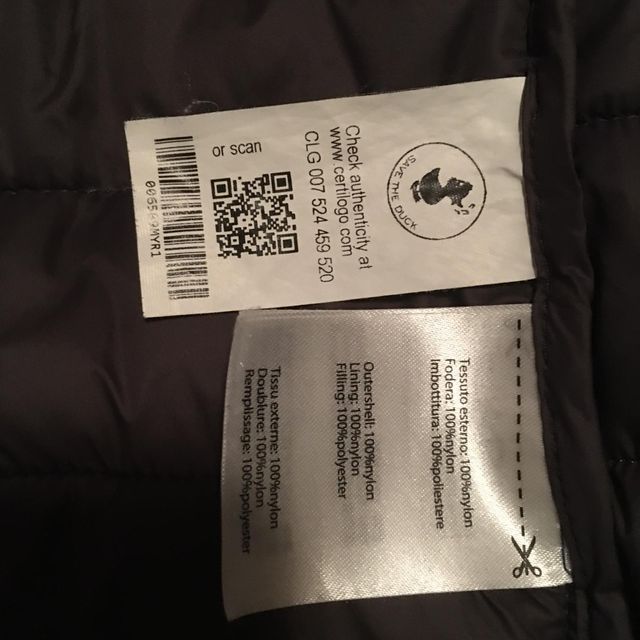 SAVE THE DUCK
Check authenticity at
www.certilogo com
CLG 007 524 459 520
or scan
Tessuto esterno:100%nylon
Fodera: 100%nylon
Imbottitura: 100%poliestere
Outershell: 100%nylon
Lining: 100%nylon
Filling: 100%polyester
Tissu externe: 100%nylon
Doublure: 100%nylon
Remplissage: 100%polyester